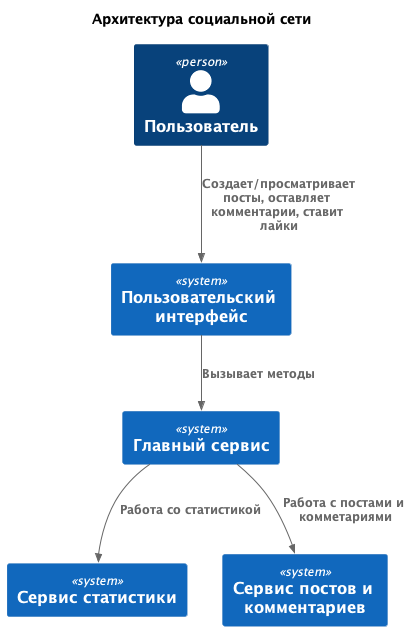 Архитектура социальной сети
«person»
Пользователь
Создает/просматривает
посты, оставляет
комментарии, ставит
лайки
«system»
Пользовательский
интерфейс
Вызывает методы
«system»
Главный сервис
Работа со статистикой
Работа с постами и
комметариями
«system»
Сервис статистики
«system»
Сервис постов и
комментариев